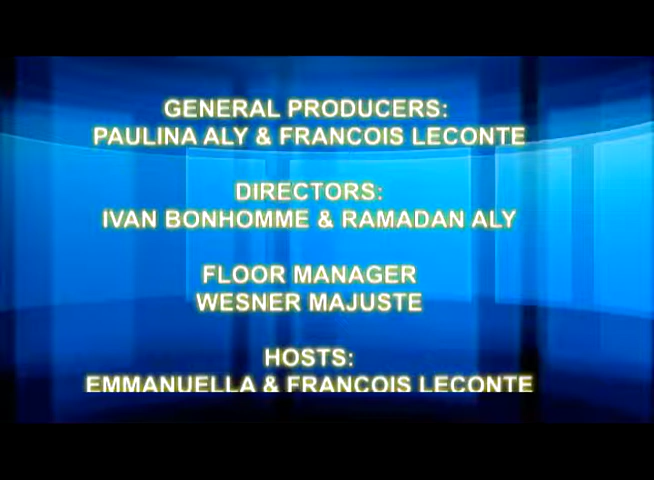 GENERAL PRODUCERS:
PAULINA ALY & FRANCOIS LECONTE
DIRECTORS:
IVAN BONHOMME & RAMADAN ALY
FLOOR MANAGER
WESNER MAJUSTE
HOSTS:
EMMANUELLA & FRANCOIS LECONTE